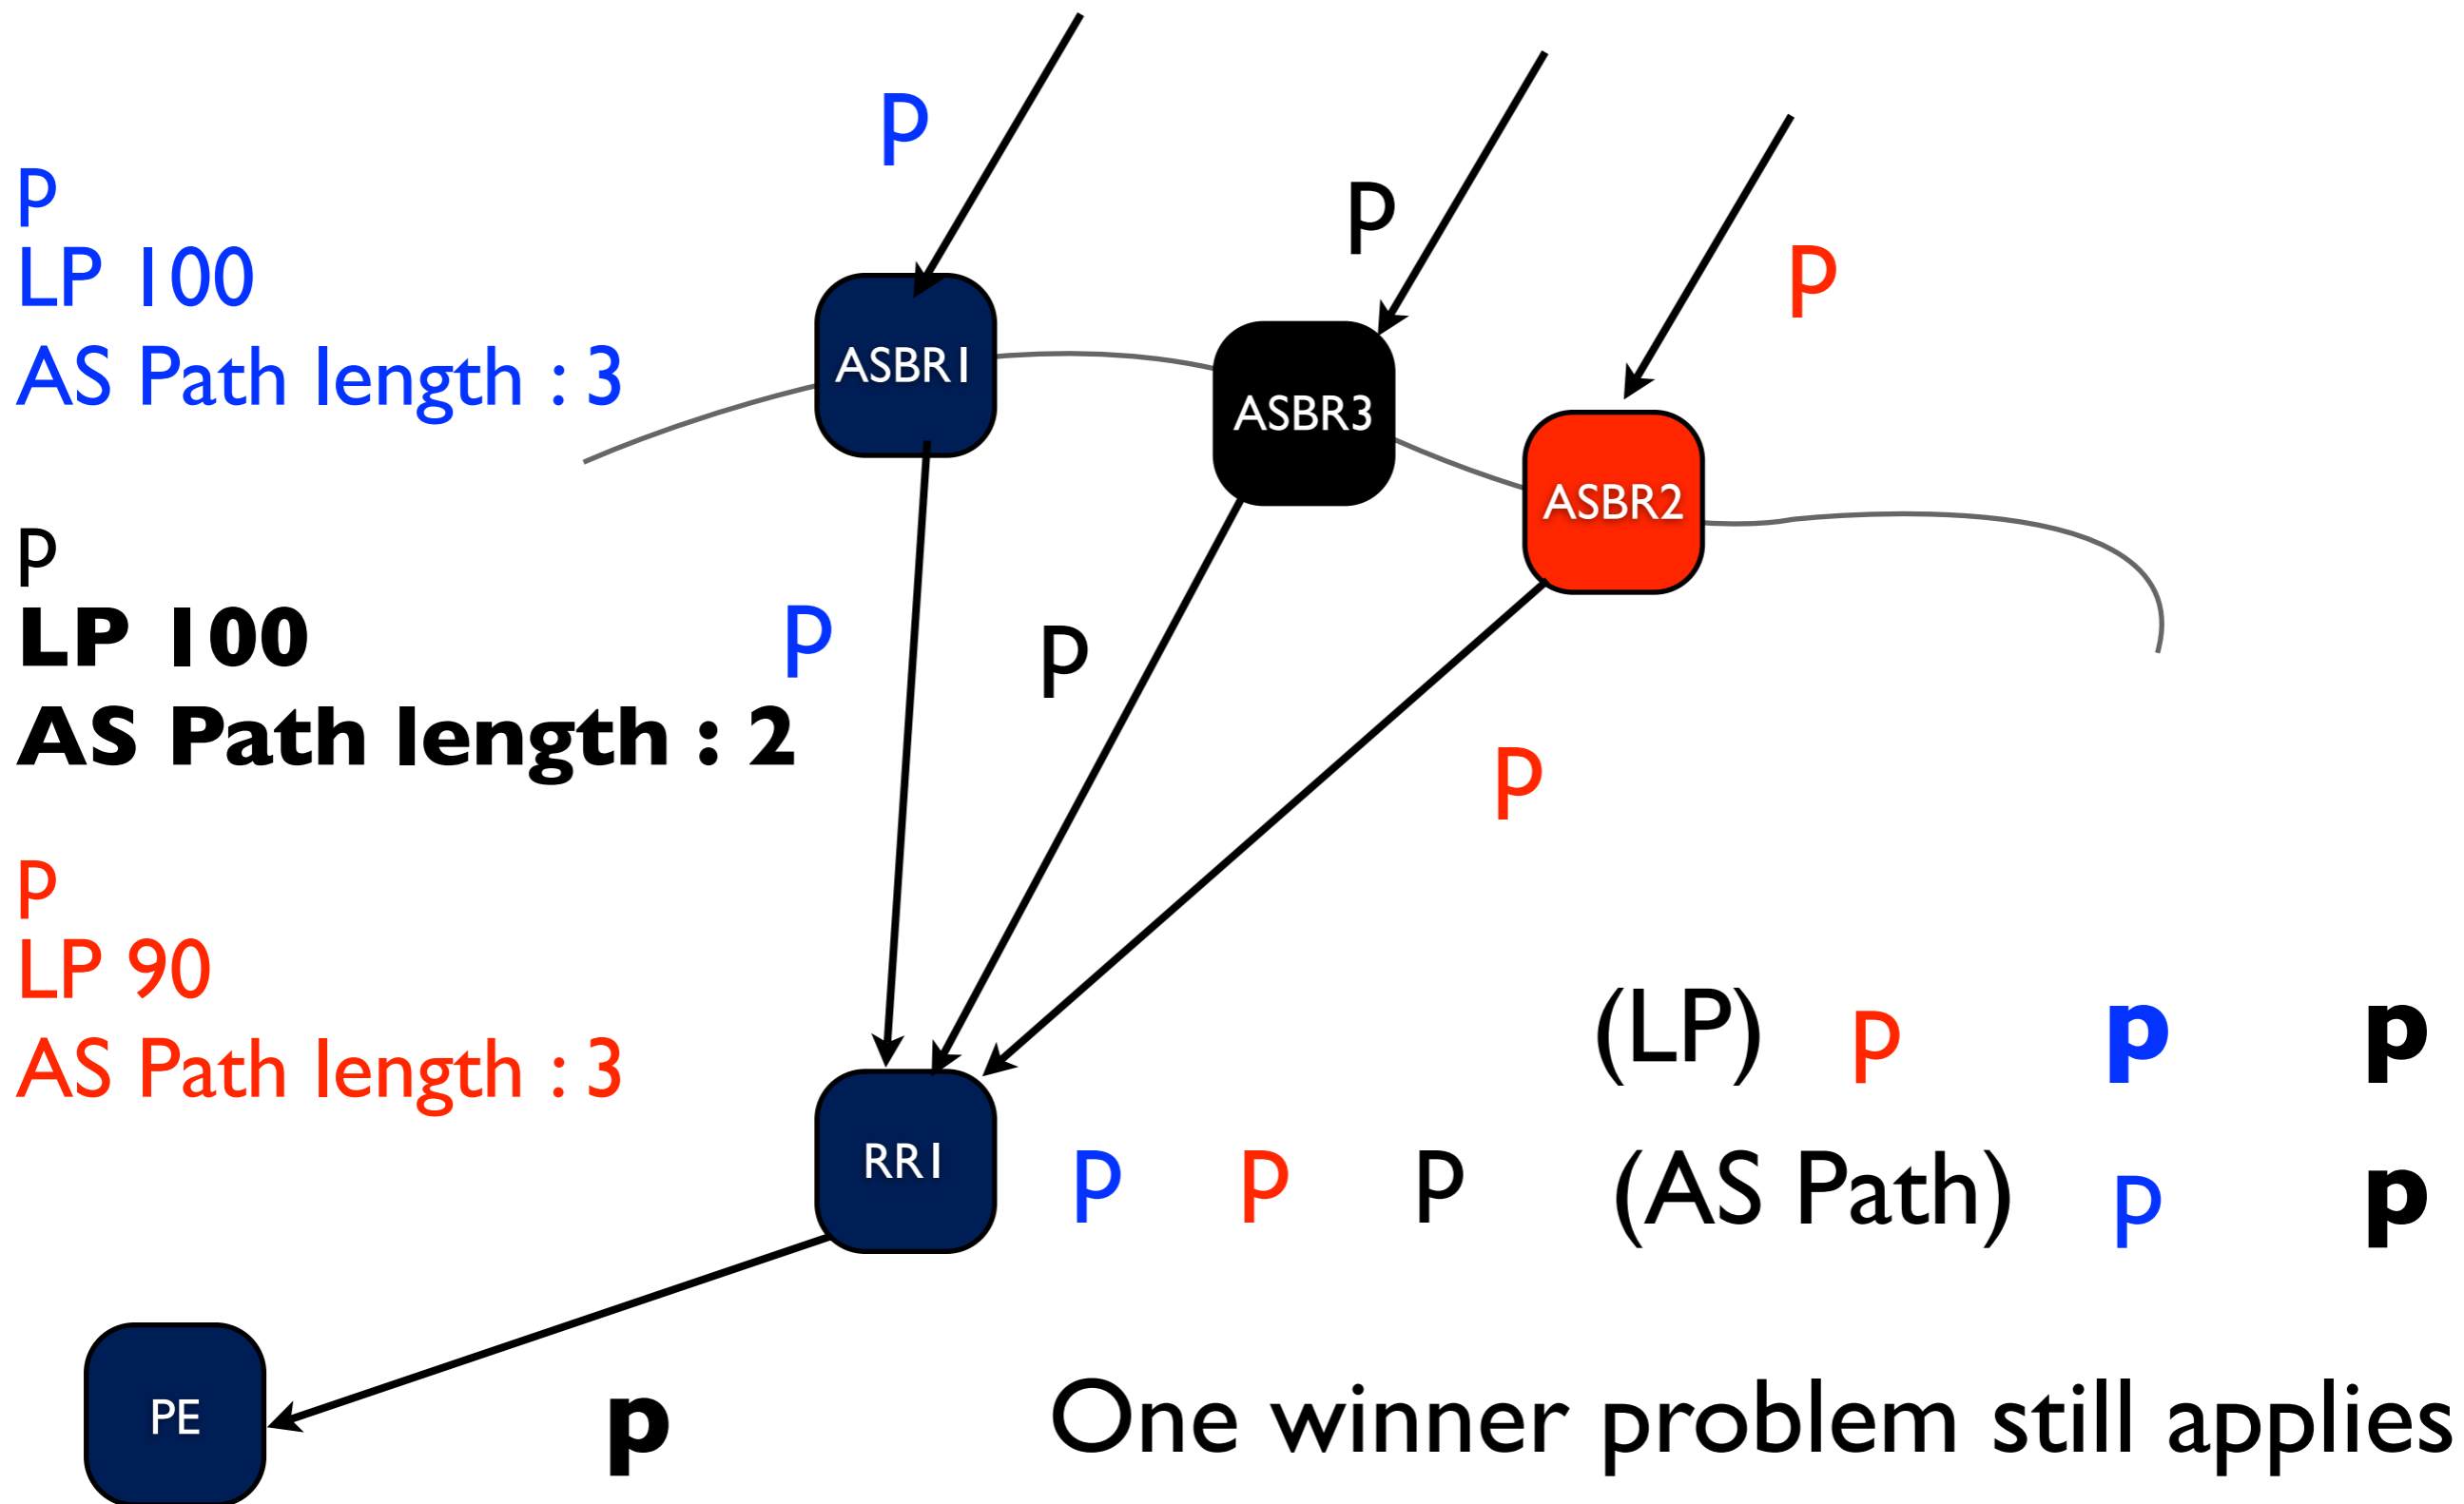 P
P
P
P
LP 100
AS Path length : 3
ASBR1
ASBR3
ASBR2
P
LP 100
AS Path length : 2
P
P
P
P
LP 90
AS Path length : 3
(LP) P p p
RR1
P P P (AS Path) P p
PE
p
One winner problem still applies